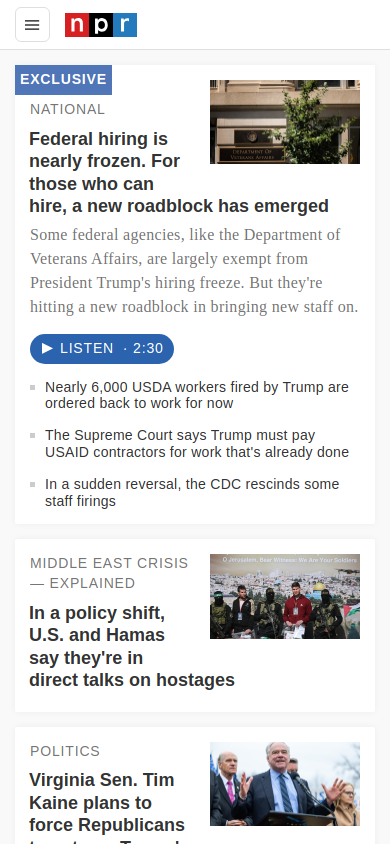 npr
EXCLUSIVE
NATIONAL
Federal hiring is
nearly frozen. For
those who can
hire, a new roadblock has emerged
DEPARTMENT OF
VETERANS AFFAIRS
Some federal agencies, like the Department of
Veterans Affairs, are largely exempt from
President Trump's hiring freeze. But they're
hitting a new roadblock in bringing new staff on.
LISTEN · 2:30
Nearly 6,000 USDA workers fired by Trump are
ordered back to work for now
The Supreme Court says Trump must pay
USAID contractors for work that's already done
In a sudden reversal, the CDC rescinds some
staff firings
MIDDLE EAST CRISIS
— EXPLAINED
In a policy shift,
U.S. and Hamas
say they're in
direct talks on hostages
O Jerusalem, Bear Witness: We Are Your Soldiers
POLITICS
Virginia Sen. Tim
Kaine plans to
force Republicans